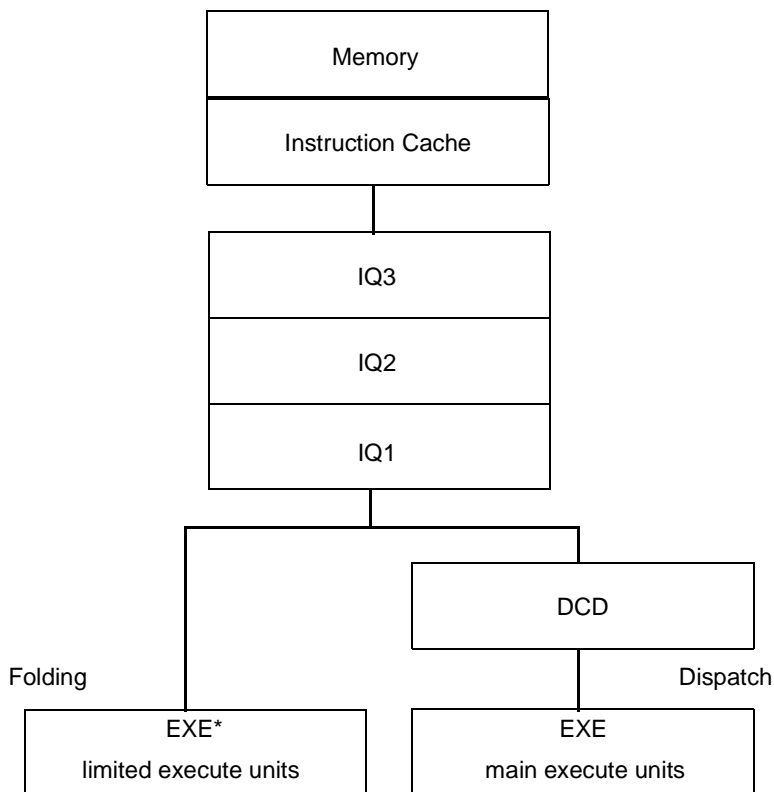 Memory
Instruction Cache
IQ3
IQ2
IQ1
DCD
Folding
Dispatch
EXE*
limited execute units
EXE
main execute units